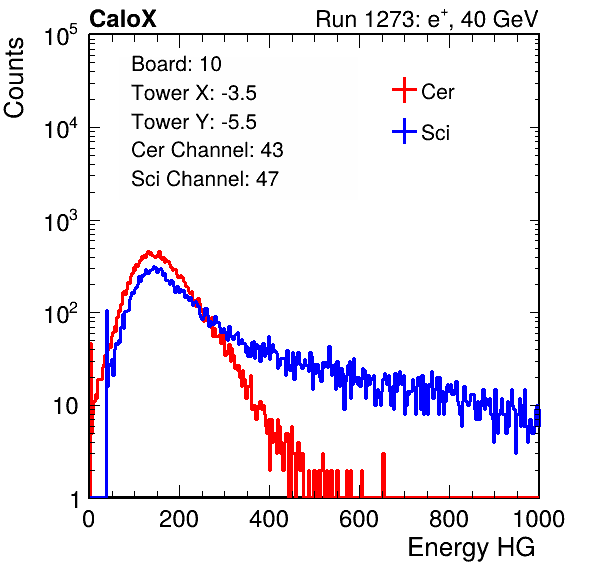 CaloX Run 1273: e⁺, 40 GeV
Counts
Board: 10
Tower X: -3.5
Tower Y: -5.5
Cer Channel: 43
Sci Channel: 47
Cer
Sci
10⁵
10⁴
10³
10²
10
1
0 200 400 600 800 1000
Energy HG